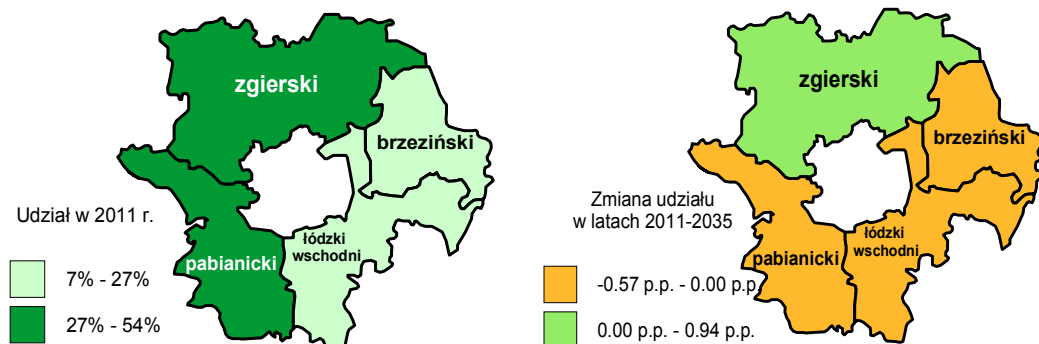 zgierski
brzeziński
Udział w 2011 r.
łódzki
wschodni
pabianicki
7% - 27%
27% - 54%
zgierski
brzeziński
Zmiana udziału
w latach 2011-2035
łódzki
wschodni
pabianicki
-0.57 p.p. - 0.00 p.p.
0.00 p.p. - 0.94 p.p.